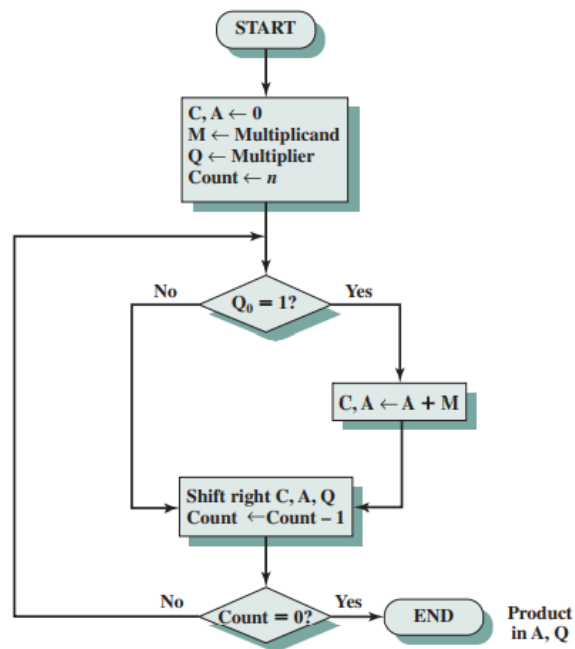 START
C, A ← 0
M ← Multiplicand
Q ← Multiplier
Count ← n
No
Q₀ = 1?
Yes
C, A ← A + M
Shift right C, A, Q
Count ← Count – 1
No
Count = 0?
Yes
END
Product
in A, Q